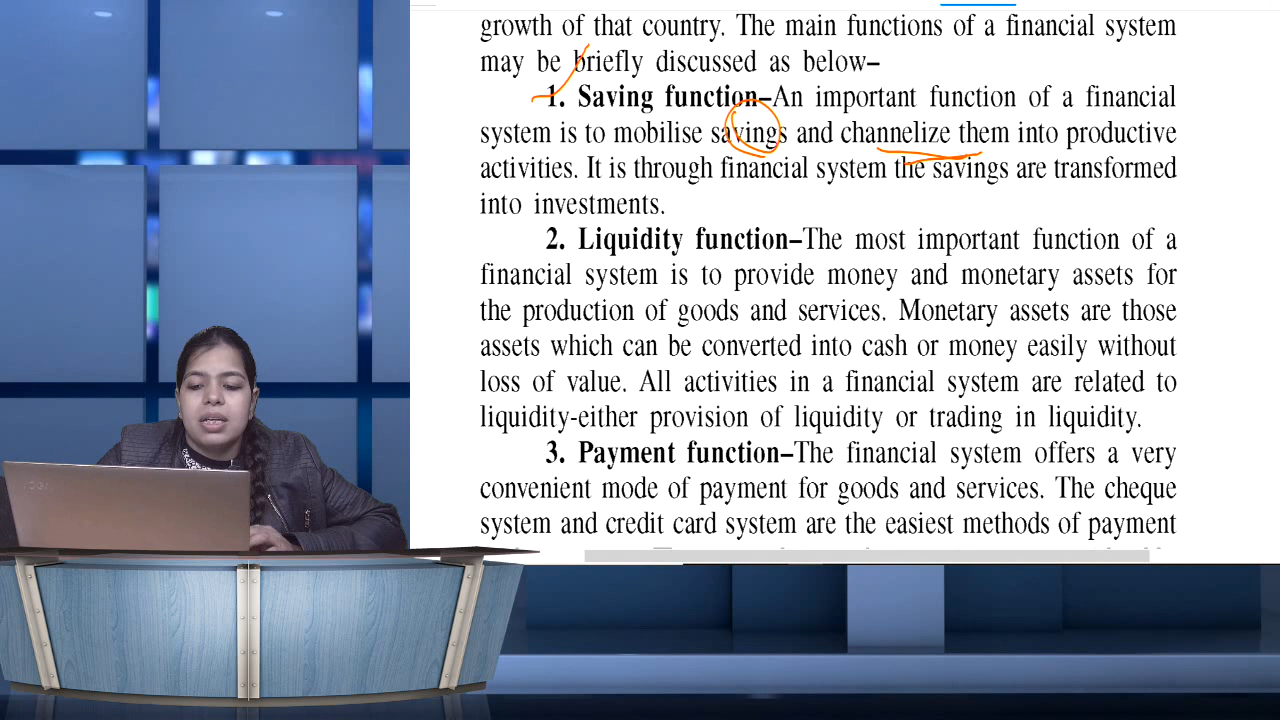 growth of that country. The main functions of a financial system
may be briefly discussed as below–
1. Saving function–An important function of a financial
system is to mobilise savings and channelize them into productive
activities. It is through financial system the savings are transformed
into investments.
2. Liquidity function–The most important function of a
financial system is to provide money and monetary assets for
the production of goods and services. Monetary assets are those
assets which can be converted into cash or money easily without
loss of value. All activities in a financial system are related to
liquidity-either provision of liquidity or trading in liquidity.
3. Payment function–The financial system offers a very
convenient mode of payment for goods and services. The cheque
system and credit card system are the easiest methods of payment